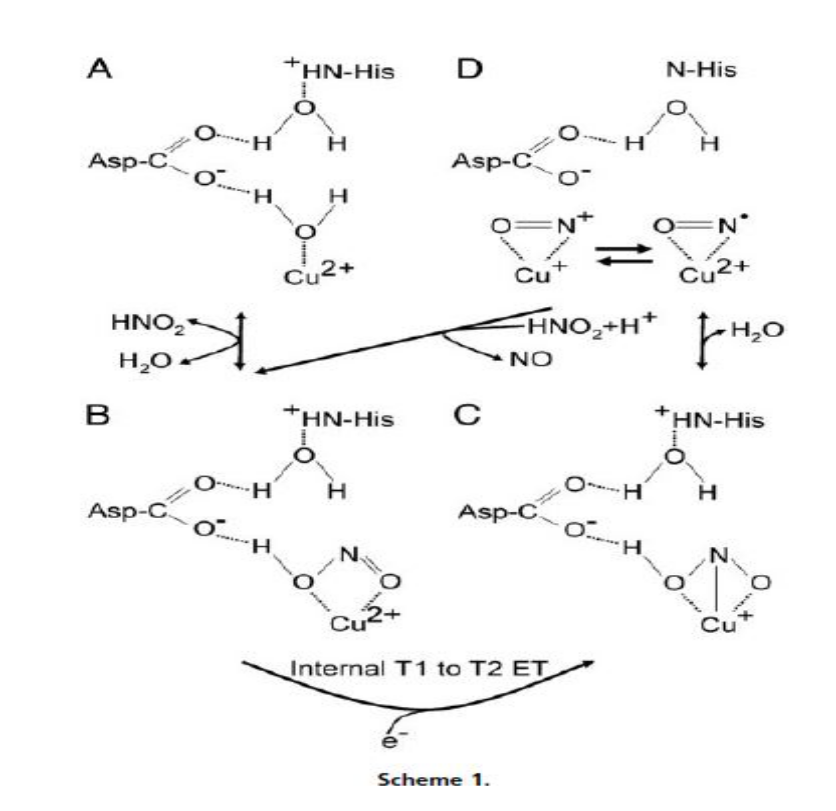 A
⁺HN-His
O
O
H
H
Asp-C
O⁻
H
H
O
Cu²⁺
D
N-His
O
O
H
H
Asp-C
O⁻
O=N⁺
Cu⁺
O=N•
Cu²⁺
HNO₂
H₂O
HNO₂+H⁺
NO
H₂O
B
⁺HN-His
O
O
H
H
Asp-C
O⁻
H
N
O
O
Cu²⁺
C
⁺HN-His
O
O
H
H
Asp-C
O⁻
H
N
O
O
Cu⁺
Internal T1 to T2 ET
e⁻
Scheme 1.